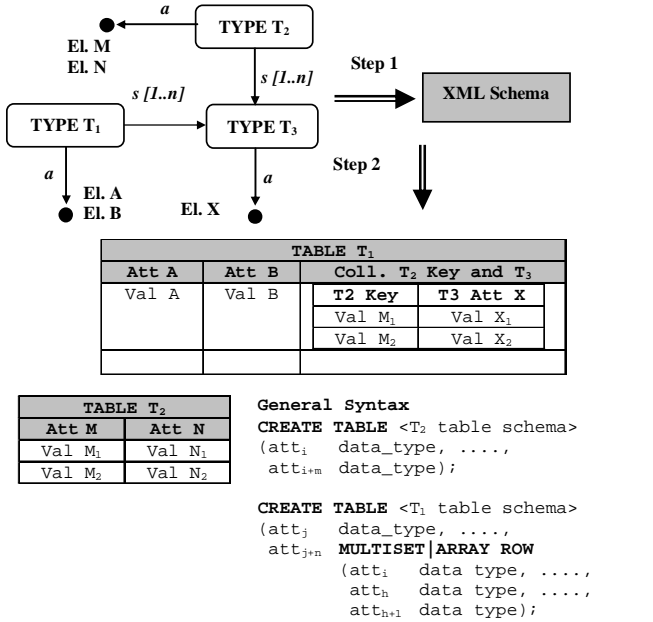 a
TYPE T₂
El. M
El. N
s [1..n]
Step 1
XML Schema
s [1..n]
TYPE T₁
TYPE T₃
a
a
Step 2
El. A
El. B
El. X
TABLE T₁
Att A Att B Coll. T₂ Key and T₃
Val A Val B T2 Key T3 Att X
Val M₁ Val X₁
Val M₂ Val X₂
TABLE T₂
Att M Att N
Val M₁ Val N₁
Val M₂ Val N₂
General Syntax
CREATE TABLE <T₂ table schema>
(attᵢ data_type, ....,
attᵢ₊ₘ data_type);
CREATE TABLE <T₁ table schema>
(attⱼ data_type, ....,
attⱼ₊ₙ MULTISET|ARRAY ROW
(attᵢ data type, ....,
attₕ data type, ....,
attₕ₊₁ data type);